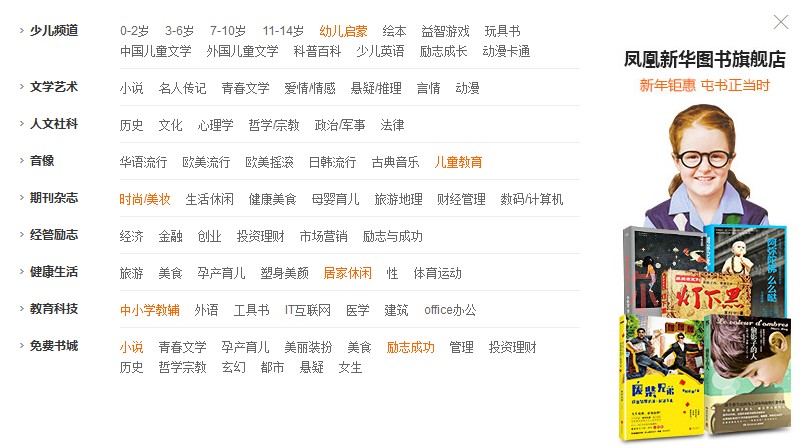 少儿频道 0-2岁 3-6岁 7-10岁 11-14岁 幼儿启蒙 绘本 益智游戏 玩具书
中国儿童文学 外国儿童文学 科普百科 少儿英语 励志成长 动漫卡通
文学艺术 小说 名人传记 青春文学 爱情/情感 悬疑/推理 言情 动漫
人文社科 历史 文化 心理学 哲学/宗教 政治/军事 法律
音像 华语流行 欧美流行 欧美摇滚 日韩流行 古典音乐 儿童教育
期刊杂志 时尚/美妆 生活休闲 健康美食 母婴育儿 旅游地理 财经管理 数码/计算机
经管励志 经济 金融 创业 投资理财 市场营销 励志与成功
健康生活 旅游 美食 孕产育儿 塑身美颜 居家休闲 性 体育运动
教育科技 中小学教辅 外语 工具书 IT互联网 医学 建筑 office办公
免费书城 小说 青春文学 孕产育儿 美丽装扮 美食 励志成功 管理 投资理财
历史 哲学宗教 玄幻 都市 悬疑 女生
凤凰新华图书旗舰店
新年钜惠 屯书正当时
阿弥陀佛 么么哒
灯下黑
废柴兄弟
Le voleur d'ombres
偷影子的人